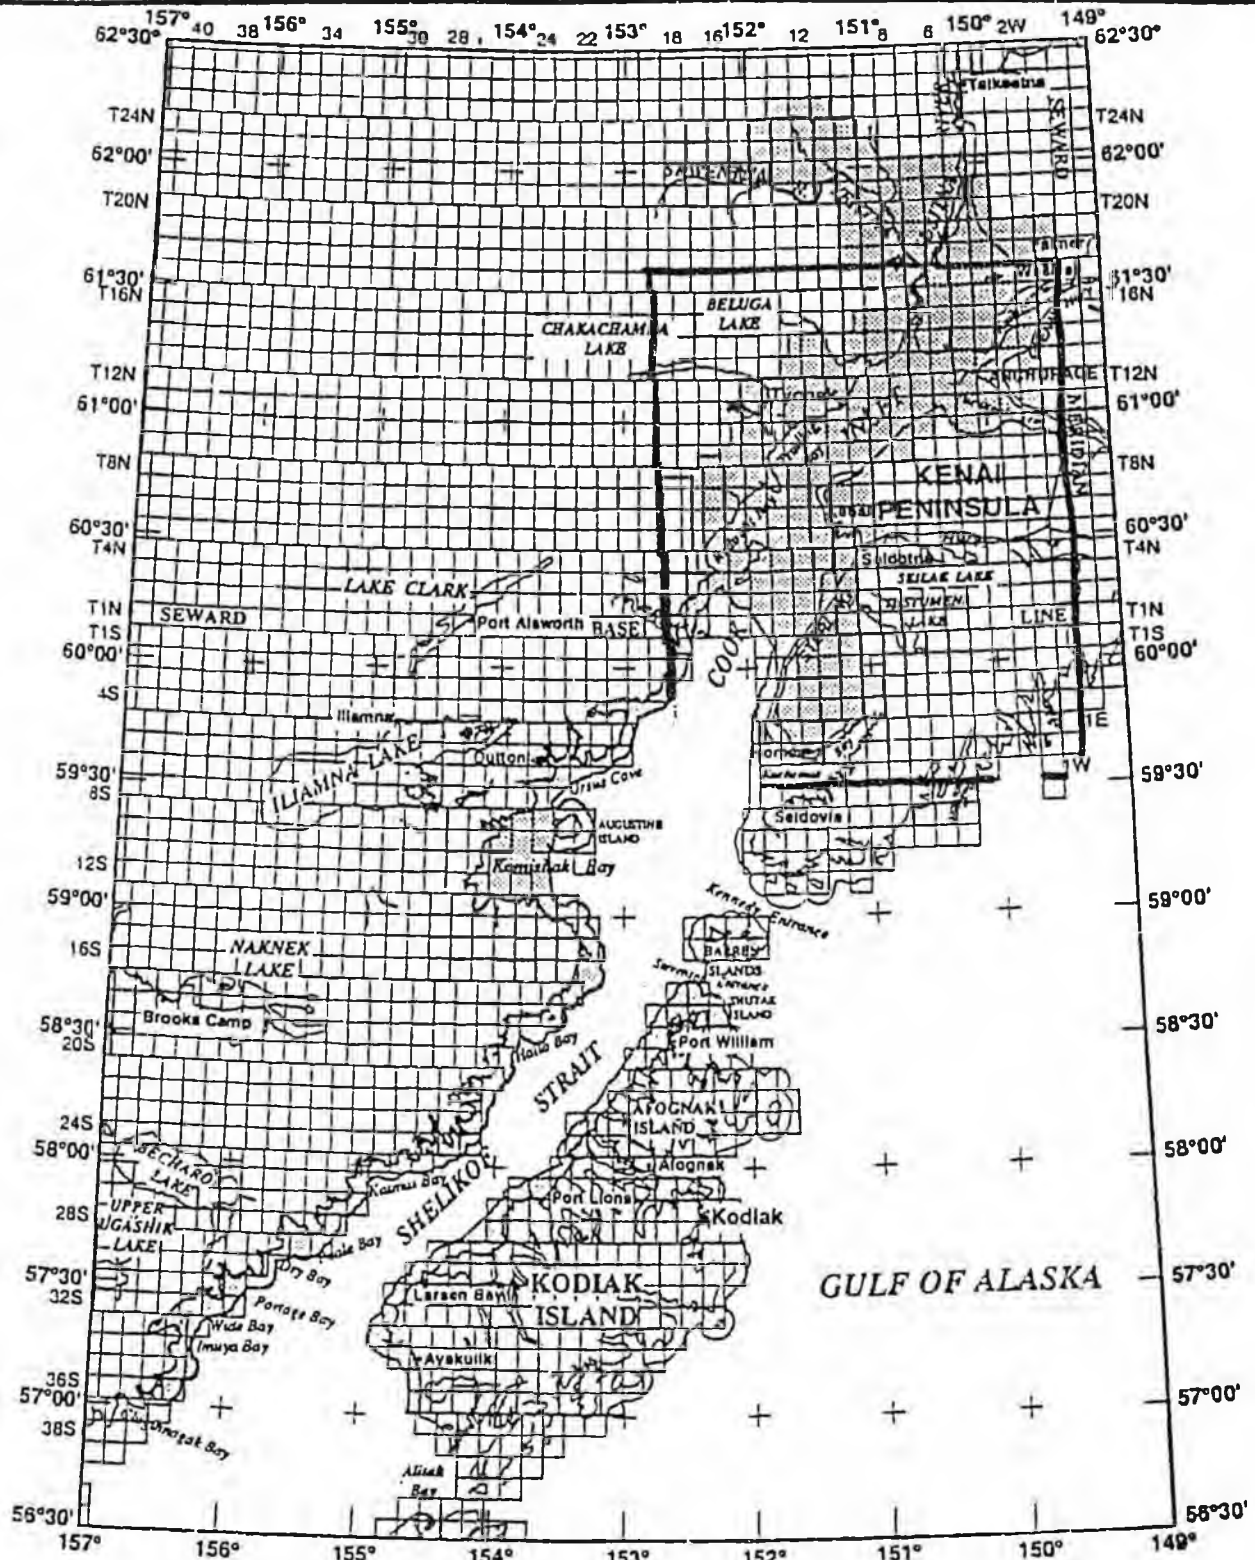 157° 40 38 156° 34 155° 30 28 154° 24 22 153° 18 16 152° 12 151° 8 6 150° 2W 149°
62°30' 62°30'
Talkeetna
T24N T24N
SEWARD
62°00' 62°00'
T20N T20N
Palmer
61°30' 61°30'
T16N T16N
BELUGA
LAKE
CHAKACHAMNA
LAKE
T12N ANCHORAGE T12N
61°00' 61°00'
MERIDIAN
T8N T8N
KENAI
PENINSULA
60°30' 60°30'
T4N T4N
Soldotna
LAKE CLARK
LAKE
T1N T1N
SEWARD Port Alsworth BASE LAKE LINE
T1S T1S
60°00' COOK 60°00'
4S
Iliamna 1E
Homer
ILIAMNA LAKE 1W
59°30' Ursus Cove 59°30'
8S
Seldovia
AUGUSTINE
ISLAND
12S Kamishak Bay
59°00' Kennedy Entrance 59°00'
16S NAKNEK
LAKE
ISLANDS
Entrance
ISLAND
Brooks Camp
58°30' 58°30'
20S
Port William
STRAIT
AFOGNAK
ISLAND
24S
58°00' 58°00'
BECHAROF
LAKE
Afognak
SHELIKOF
Port Lions
28S UPPER
UGASHIK
LAKE
Kodiak
Dry Bay
57°30' KODIAK GULF OF ALASKA 57°30'
32S Larsen Bay
ISLAND
Portage Bay
Wide Bay
Imuya Bay
Ayakulik
36S
57°00' 57°00'
38S
Alitak
Bay
56°30' 56°30'
157° 156° 155° 154° 153° 152° 151° 150° 149°